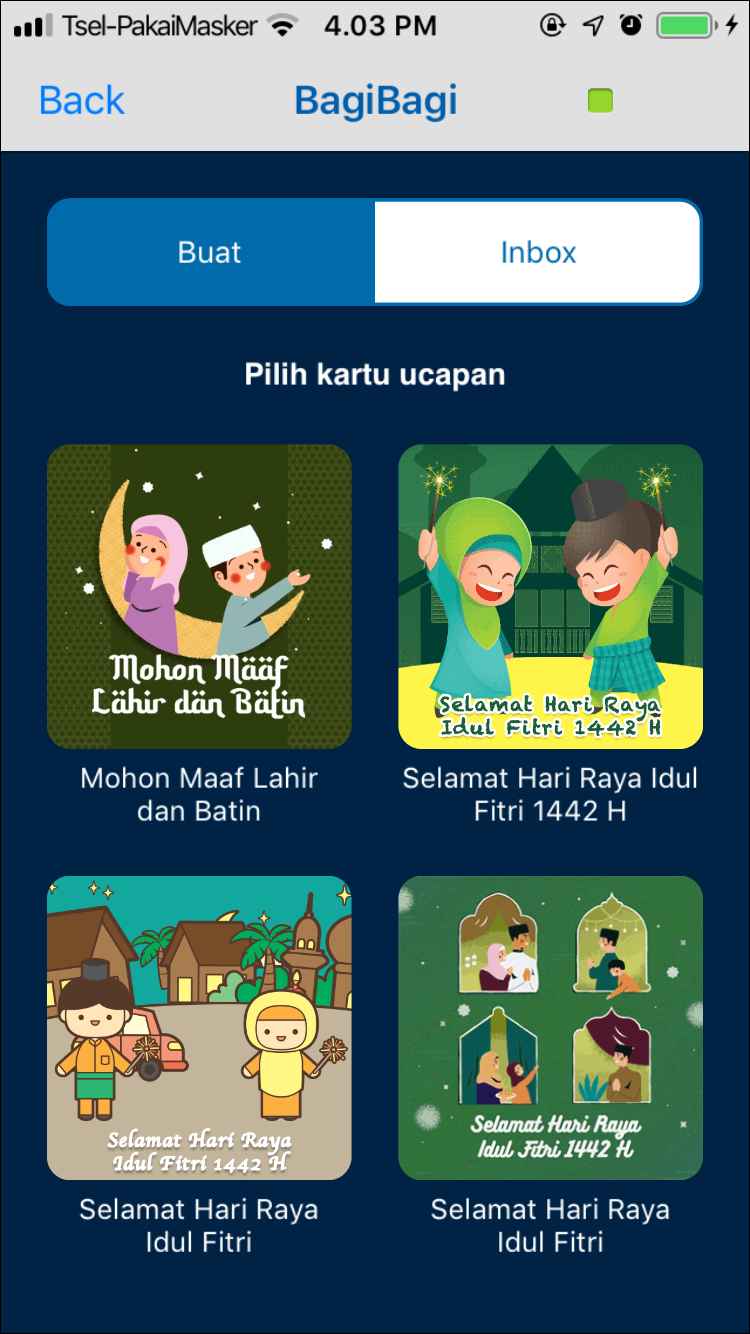 Tsel-PakaiMasker 4.03 PM
Back BagiBagi
Buat Inbox
Pilih kartu ucapan
Mohon Määf
Lähir dän Bätin
Selamat Hari Raya
Idul Fitri 1442 H
Mohon Maaf Lahir
dan Batin
Selamat Hari Raya Idul
Fitri 1442 H
Selamat Hari Raya
Idul Fitri 1442 H
Selamat Hari Raya
Idul Fitri 1442 H
Selamat Hari Raya
Idul Fitri
Selamat Hari Raya
Idul Fitri